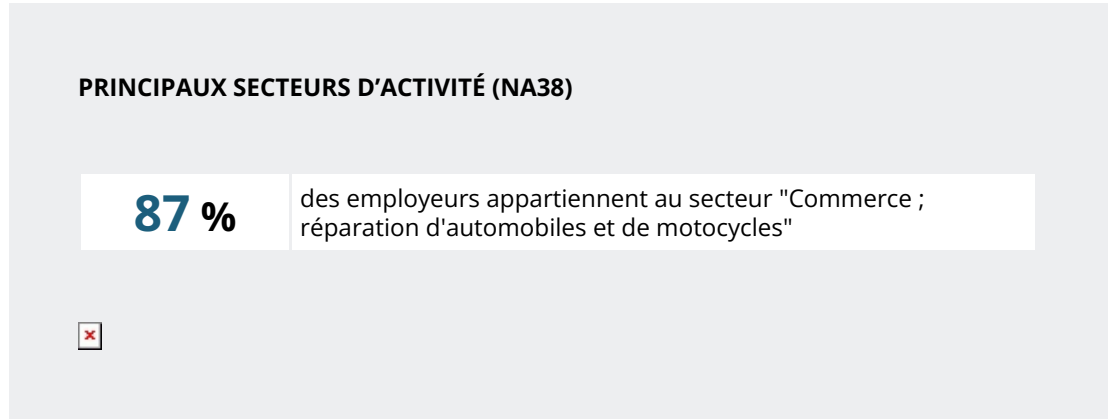 PRINCIPAUX SECTEURS D’ACTIVITÉ (NA38)
87 %
des employeurs appartiennent au secteur "Commerce ;
réparation d'automobiles et de motocycles"